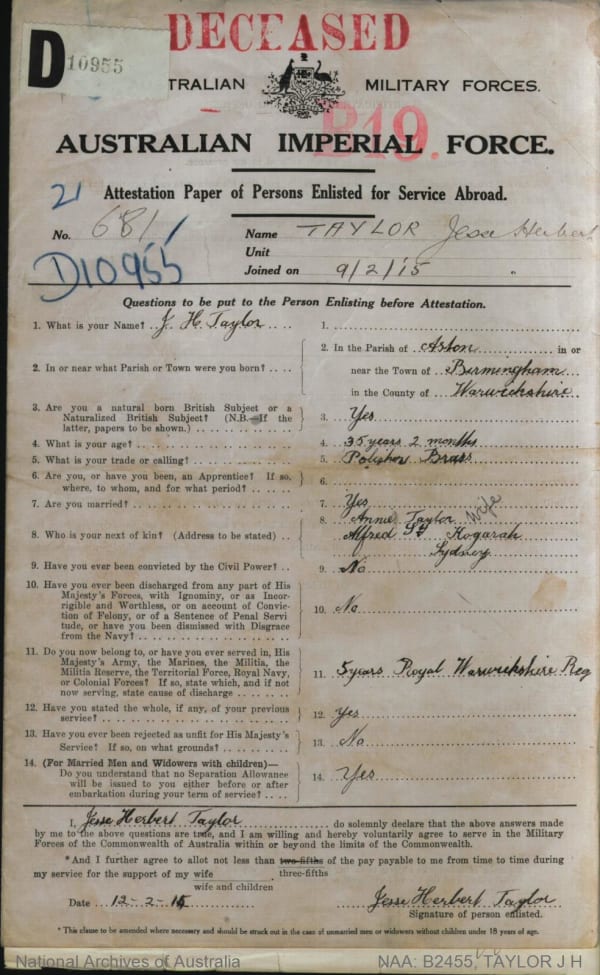 DECEASED
D 10955
TRALIAN MILITARY FORCES.
B19.
AUSTRALIAN IMPERIAL FORCE.
21 Attestation Paper of Persons Enlisted for Service Abroad.
No. 681 Name TAYLOR Jesse Herbert
Unit
D10955 Joined on 9/2/15
Questions to be put to the Person Enlisting before Attestation.
1. What is your Name? J. H. Taylor 1.
2. In or near what Parish or Town were you born? 2. In the Parish of Aston in or
near the Town of Birmingham
in the County of Warwickshire
3. Are you a natural born British Subject or a
Naturalized British Subject? (N.B.—If the
latter, papers to be shown.) 3. Yes
4. What is your age? 4. 35 years 2 months
5. What is your trade or calling? 5. Polisher Brass
6. Are you, or have you been, an Apprentice? If so,
where, to whom, and for what period? 6.
7. Are you married? 7. Yes
8. Who is your next of kin? (Address to be stated) 8. Annie Taylor wife
Alfred St Kogarah
Sydney
9. Have you ever been convicted by the Civil Power? 9. No
10. Have you ever been discharged from any part of His
Majesty's Forces, with Ignominy, or as Incor-
rigible and Worthless, or on account of Convic-
tion of Felony, or of a Sentence of Penal Servi
tude, or have you been dismissed with Disgrace
from the Navy? 10. No
11. Do you now belong to, or have you ever served in, His
Majesty's Army, the Marines, the Militia, the
Militia Reserve, the Territorial Force, Royal Navy,
or Colonial Forces? If so, state which, and if not
now serving, state cause of discharge 11. 5 years Royal Warwickshire Reg
12. Have you stated the whole, if any, of your previous
service? 12. Yes
13. Have you ever been rejected as unfit for His Majesty's
Service? If so, on what grounds? 13. No
14. (For Married Men and Widowers with children)—
Do you understand that no Separation Allowance
will be issued to you either before or after
embarkation during your term of service? 14. Yes
I, Jesse Herbert Taylor do solemnly declare that the above answers made
by me to the above questions are true, and I am willing and hereby voluntarily agree to serve in the Military
Forces of the Commonwealth of Australia within or beyond the limits of the Commonwealth.
*And I further agree to allot not less than two-fifths of the pay payable to me from time to time during
three-fifths
my service for the support of my wife
wife and children
Date 12-2-15 Jesse Herbert Taylor
Signature of person enlisted.
* This clause to be amended where necessary and should be struck out in the case of unmarried men or widowers without children under 18 years of age.
National Archives of Australia NAA: B2455, TAYLOR J H